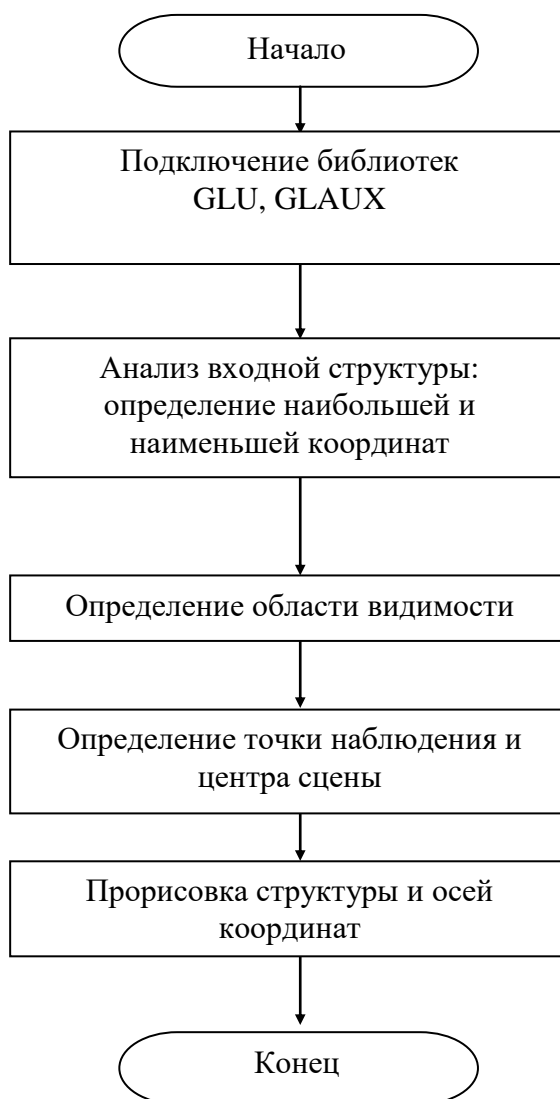 Начало
Подключение библиотек
GLU, GLAUX
Анализ входной структуры:
определение наибольшей и
наименьшей координат
Определение области видимости
Определение точки наблюдения и
центра сцены
Прорисовка структуры и осей
координат
Конец